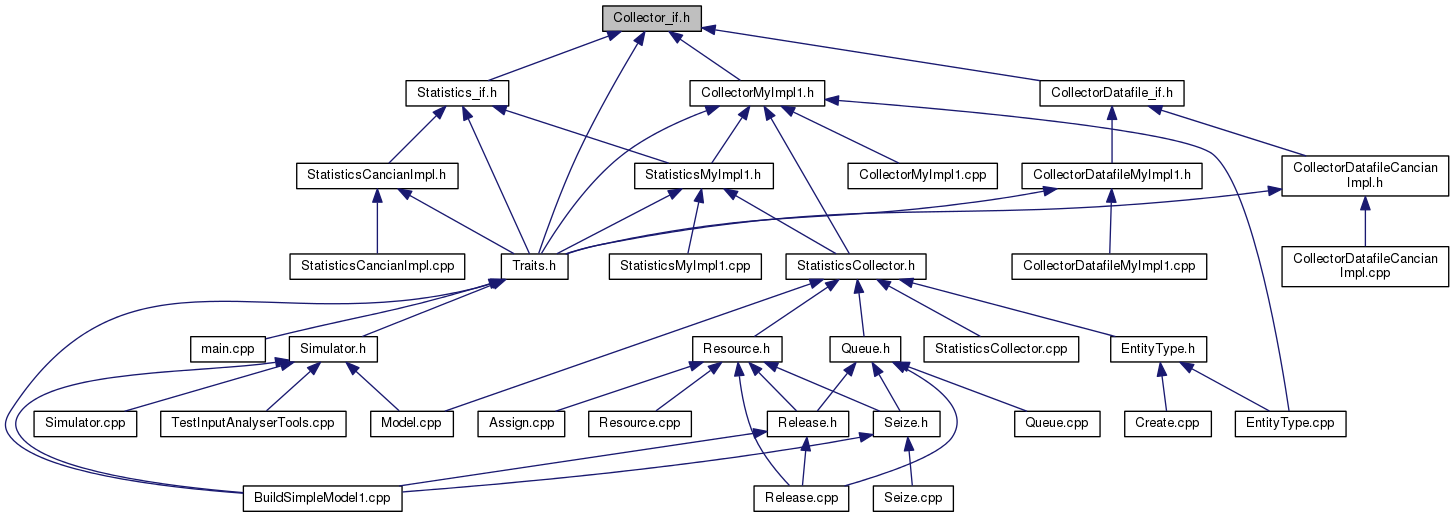 Collector_if.h
Statistics_if.h
CollectorMyImpl1.h
CollectorDatafile_if.h
StatisticsCancianImpl.h
StatisticsMyImpl1.h
CollectorMyImpl1.cpp
CollectorDatafileMyImpl1.h
CollectorDatafileCancian
Impl.h
StatisticsCancianImpl.cpp
Traits.h
StatisticsMyImpl1.cpp
StatisticsCollector.h
CollectorDatafileMyImpl1.cpp
CollectorDatafileCancian
Impl.cpp
main.cpp
Simulator.h
Resource.h
Queue.h
StatisticsCollector.cpp
EntityType.h
Simulator.cpp
TestInputAnalyserTools.cpp
Model.cpp
Assign.cpp
Resource.cpp
Release.h
Seize.h
Queue.cpp
Create.cpp
EntityType.cpp
BuildSimpleModel1.cpp
Release.cpp
Seize.cpp